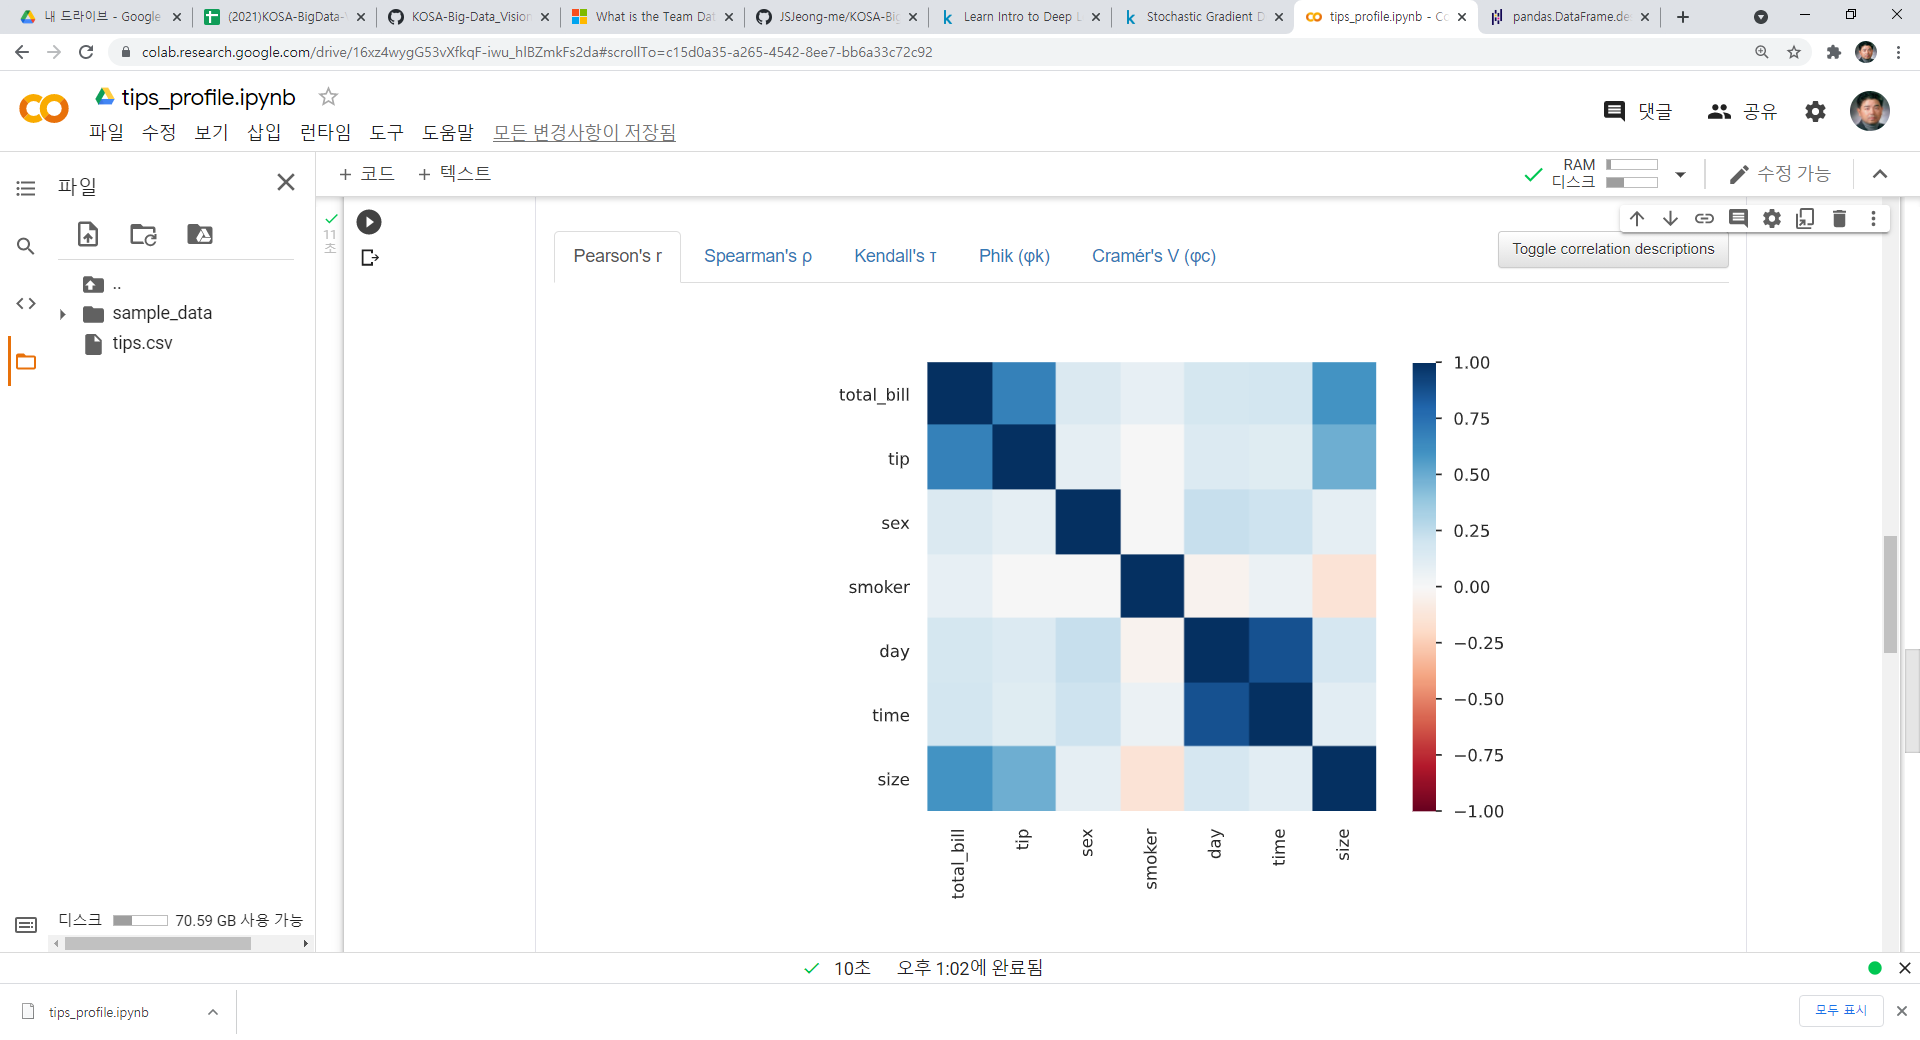 내 드라이브 - Google
(2021)KOSA-BigData-
KOSA-Big-Data_Vision
What is the Team Dat
JSJeong-me/KOSA-Big
Learn Intro to Deep L
Stochastic Gradient D
tips_profile.ipynb - Co
pandas.DataFrame.de
colab.research.google.com/drive/16xz4wygG53vXfkqF-iwu_hlBZmkFs2da#scrollTo=c15d0a35-a265-4542-8ee7-bb6a33c72c92
tips_profile.ipynb
댓글
공유
파일 수정 보기 삽입 런타임 도구 도움말 모든 변경사항이 저장됨
파일
+ 코드 + 텍스트
RAM
디스크
수정 가능
11
초
Pearson's r
Spearman's ρ
Kendall's τ
Phik (φk)
Cramér's V (φc)
Toggle correlation descriptions
..
sample_data
tips.csv
total_bill
tip
sex
smoker
day
time
size
1.00
0.75
0.50
0.25
0.00
−0.25
−0.50
−0.75
−1.00
total_bill
tip
sex
smoker
day
time
size
디스크 70.59 GB 사용 가능
10초 오후 1:02에 완료됨
tips_profile.ipynb
모두 표시